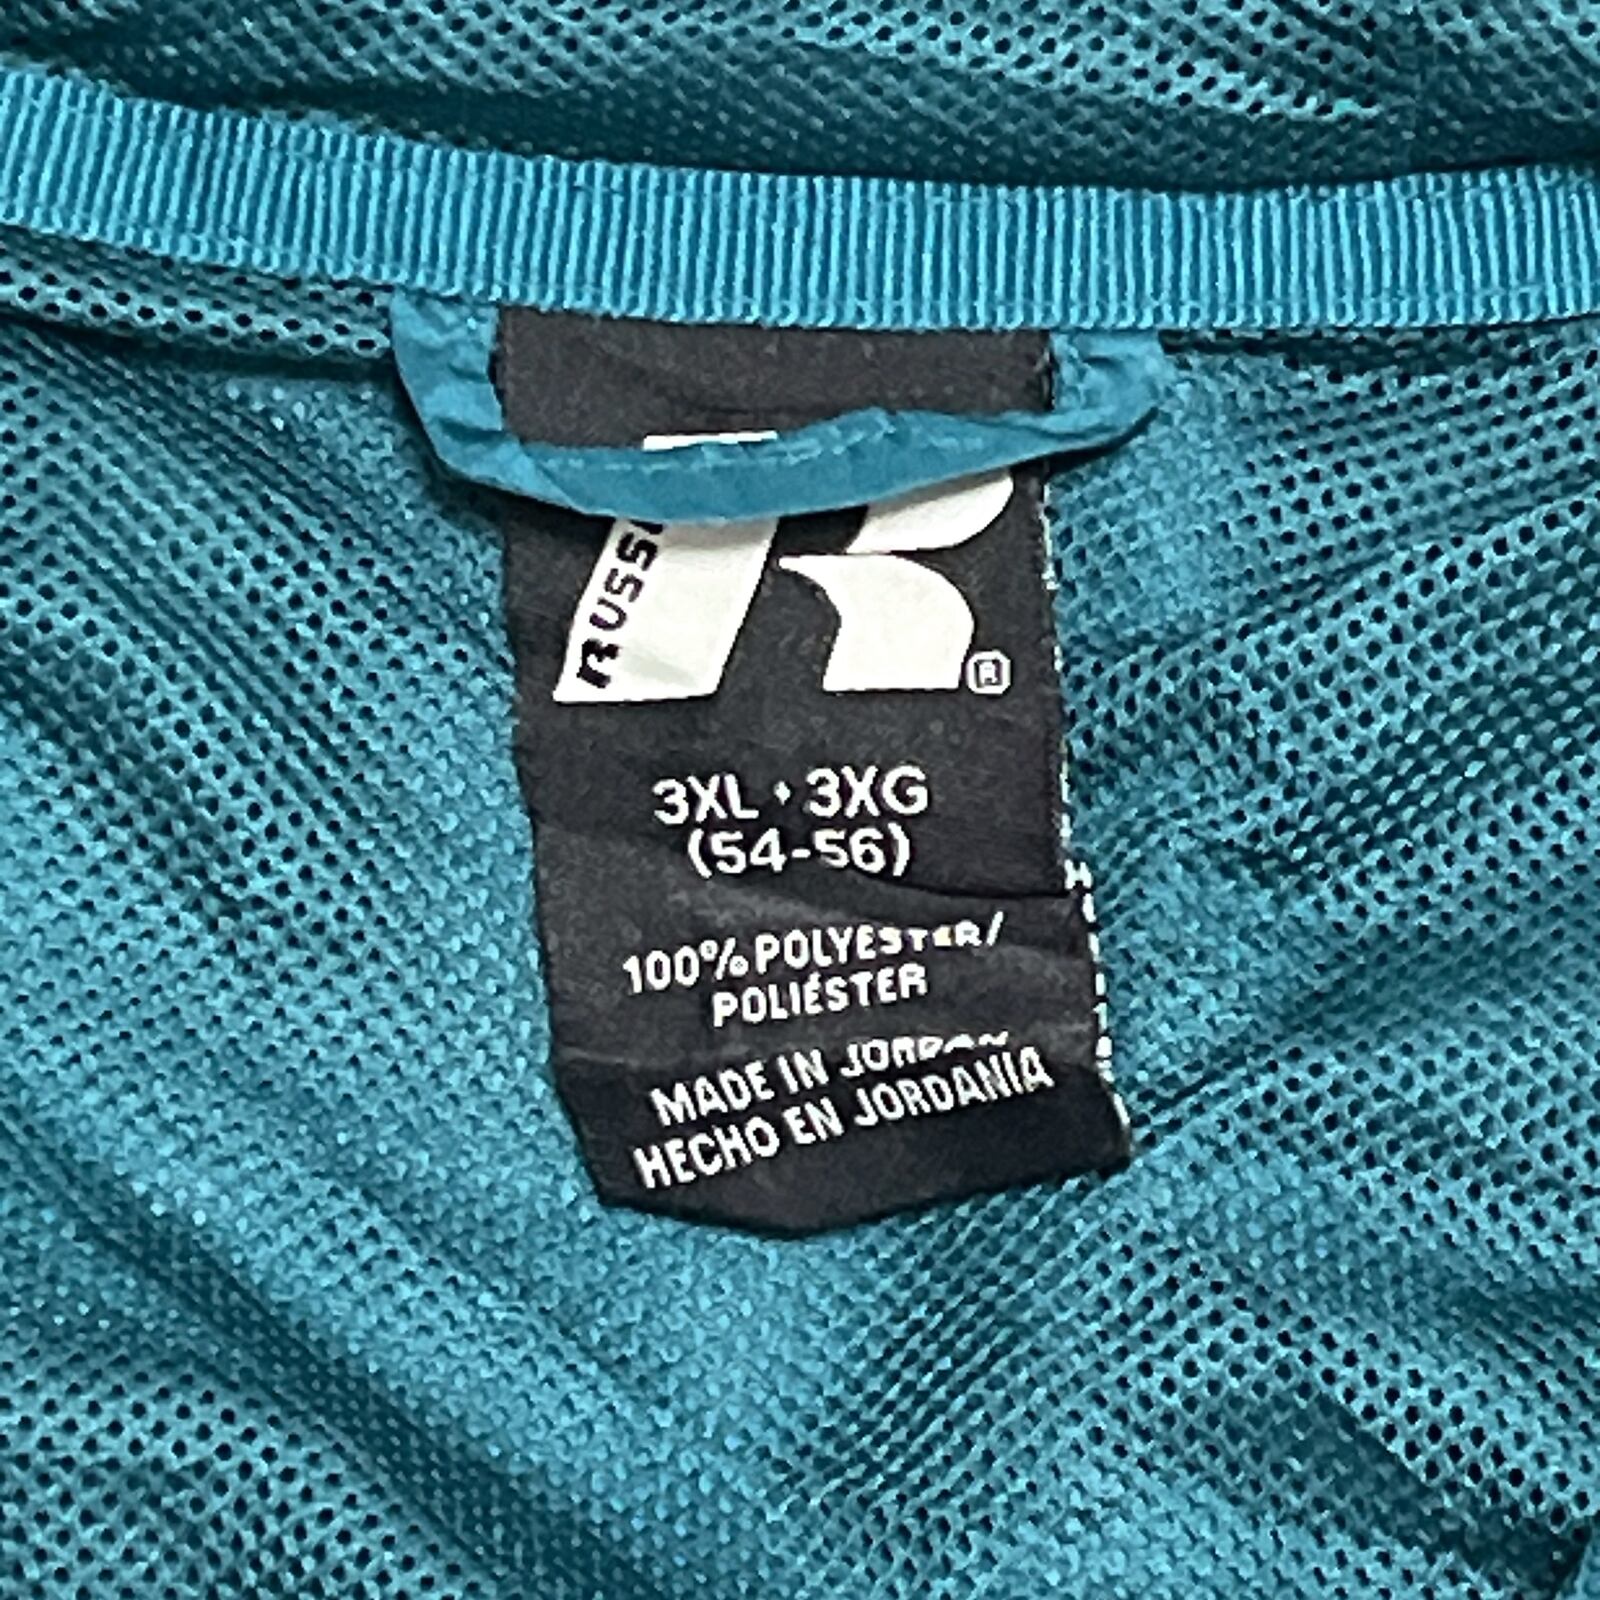 RUSS
®
3XL • 3XG
(54-56)
100% POLYESTER/
POLIÉSTER
MADE IN JORDAN
HECHO EN JORDANIA